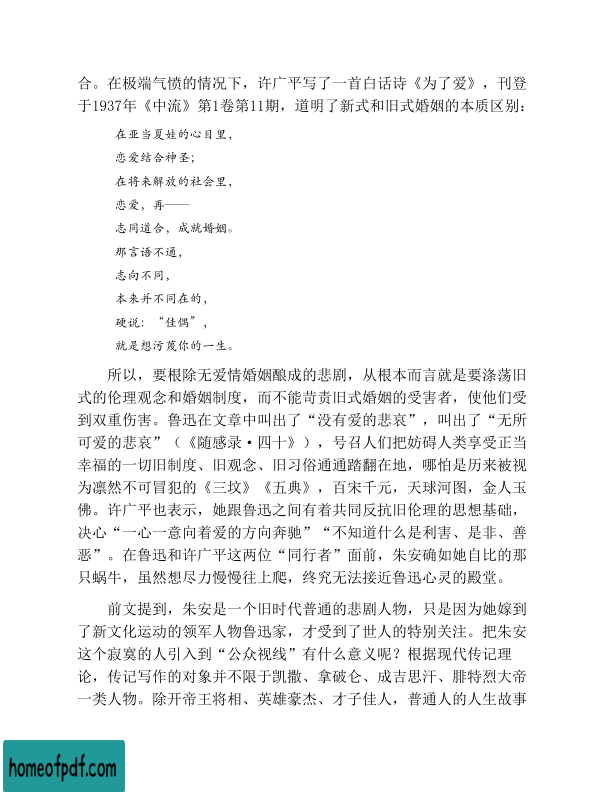 合。在极端气愤的情况下，许广平写了一首白话诗《为了爱》，刊登
于1937年《中流》第1卷第11期，道明了新式和旧式婚姻的本质区别：
在亚当夏娃的心目里，
恋爱结合神圣；
在将来解放的社会里，
恋爱，再——
志同道合，成就婚姻。
那言语不通，
志向不同，
本来并不同在的，
硬说：“佳偶”，
就是想污蔑你的一生。
所以，要根除无爱情婚姻酿成的悲剧，从根本而言就是要涤荡旧
式的伦理观念和婚姻制度，而不能苛责旧式婚姻的受害者，使他们受
到双重伤害。鲁迅在文章中叫出了“没有爱的悲哀”，叫出了“无所
可爱的悲哀”（《随感录·四十》），号召人们把妨碍人类享受正当
幸福的一切旧制度、旧观念、旧习俗通通踏翻在地，哪怕是历来被视
为凛然不可冒犯的《三坟》《五典》，百宋千元，天球河图，金人玉
佛。许广平也表示，她跟鲁迅之间有着共同反抗旧伦理的思想基础，
决心“一心一意向着爱的方向奔驰”“不知道什么是利害、是非、善
恶”。在鲁迅和许广平这两位“同行者”面前，朱安确如她自比的那
只蜗牛，虽然想尽力慢慢往上爬，终究无法接近鲁迅心灵的殿堂。
前文提到，朱安是一个旧时代普通的悲剧人物，只是因为她嫁到
了新文化运动的领军人物鲁迅家，才受到了世人的特别关注。把朱安
这个寂寞的人引入到“公众视线”有什么意义呢？根据现代传记理
论，传记写作的对象并不限于凯撒、拿破仑、成吉思汗、腓特烈大帝
一类人物。除开帝王将相、英雄豪杰、才子佳人，普通人的人生故事
homeofpdf.com